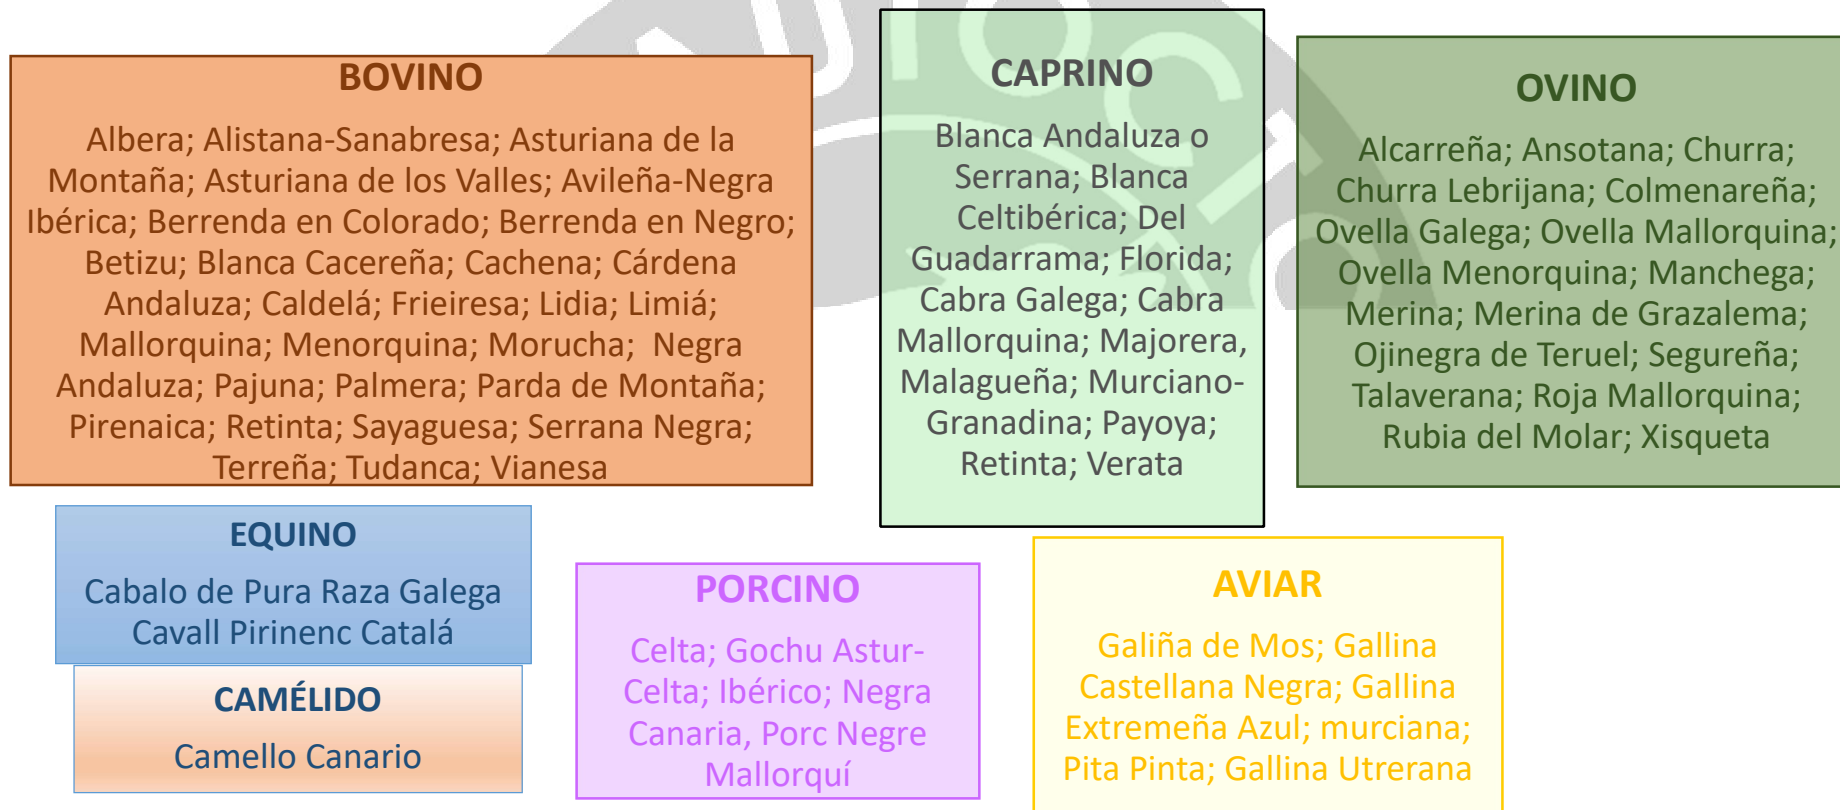 BOVINO
Albera; Alistana-Sanabresa; Asturiana de la
Montaña; Asturiana de los Valles; Avileña-Negra
Ibérica; Berrenda en Colorado; Berrenda en Negro;
Betizu; Blanca Cacereña; Cachena; Cárdena
Andaluza; Caldelá; Frieiresa; Lidia; Limiá;
Mallorquina; Menorquina; Morucha;  Negra
Andaluza; Pajuna; Palmera; Parda de Montaña;
Pirenaica; Retinta; Sayaguesa; Serrana Negra;
Terreña; Tudanca; Vianesa
CAPRINO
Blanca Andaluza o
Serrana; Blanca
Celtibérica; Del
Guadarrama; Florida;
Cabra Galega; Cabra
Mallorquina; Majorera,
Malagueña; Murciano-
Granadina; Payoya;
Retinta; Verata
OVINO
Alcarreña; Ansotana; Churra;
Churra Lebrijana; Colmenareña;
Ovella Galega; Ovella Mallorquina;
Ovella Menorquina; Manchega;
Merina; Merina de Grazalema;
Ojinegra de Teruel; Segureña;
Talaverana; Roja Mallorquina;
Rubia del Molar; Xisqueta
EQUINO
Cabalo de Pura Raza Galega
Cavall Pirinenc Catalá
CAMÉLIDO
Camello Canario
PORCINO
Celta; Gochu Astur-
Celta; Ibérico; Negra
Canaria, Porc Negre
Mallorquí
AVIAR
Galiña de Mos; Gallina
Castellana Negra; Gallina
Extremeña Azul; murciana;
Pita Pinta; Gallina Utrerana